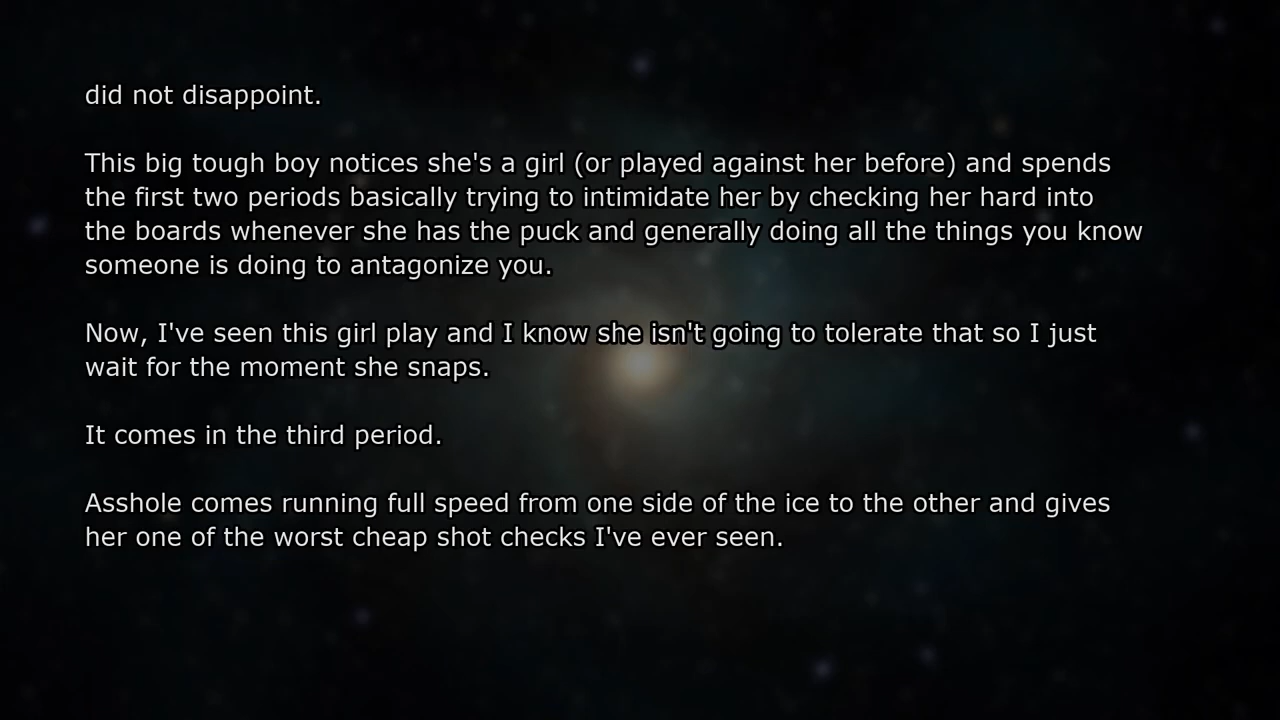 did not disappoint.
This big tough boy notices she's a girl (or played against her before) and spends
the first two periods basically trying to intimidate her by checking her hard into
the boards whenever she has the puck and generally doing all the things you know
someone is doing to antagonize you.
Now, I've seen this girl play and I know she isn't going to tolerate that so I just
wait for the moment she snaps.
It comes in the third period.
Asshole comes running full speed from one side of the ice to the other and gives
her one of the worst cheap shot checks I've ever seen.